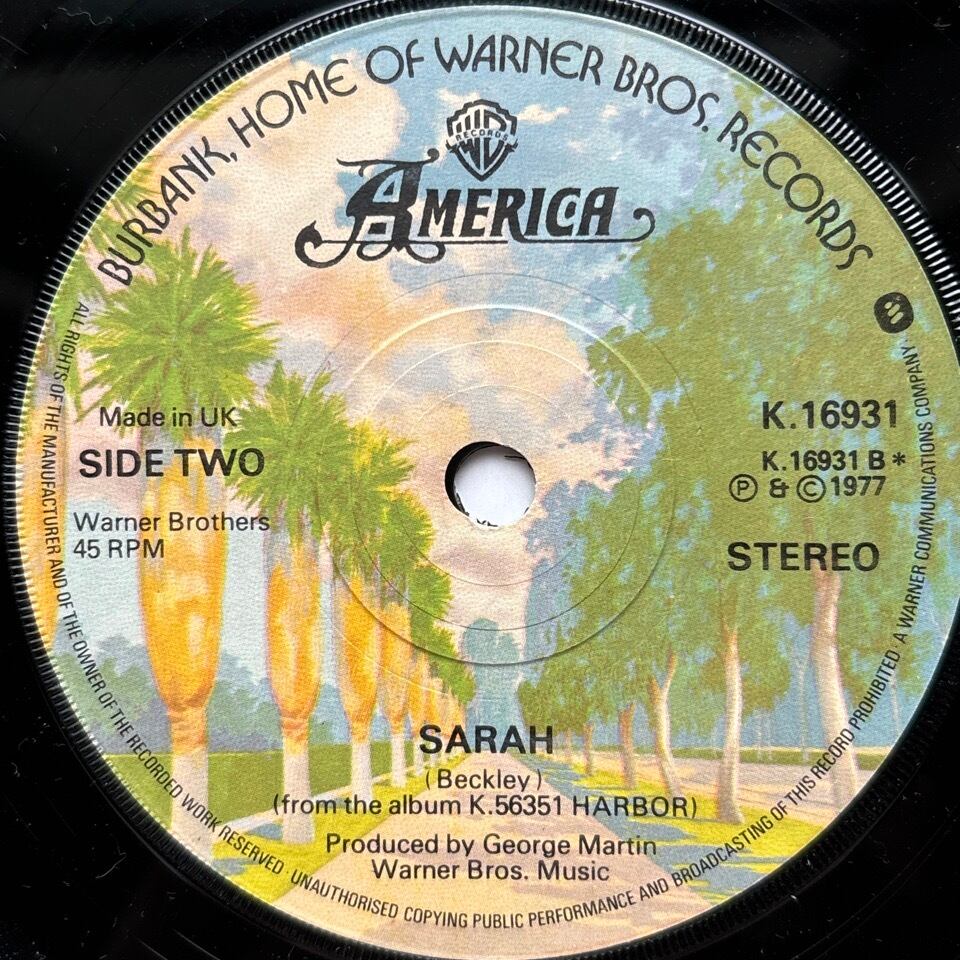 BURBANK, HOME OF WARNER BROS. RECORDS
RECORDS
AMERICA
Made in UK
SIDE TWO
Warner Brothers
45 RPM
K.16931
K.16931 B*
Ⓟ & © 1977
STEREO
SARAH
(Beckley)
(from the album K.56351 HARBOR)
Produced by George Martin
Warner Bros. Music
ALL RIGHTS OF THE MANUFACTURER AND OF THE OWNER OF THE RECORDED WORK RESERVED · UNAUTHORISED COPYING PUBLIC PERFORMANCE AND BROADCASTING OF THIS RECORD PROHIBITED · A WARNER COMMUNICATIONS COMPANY ·